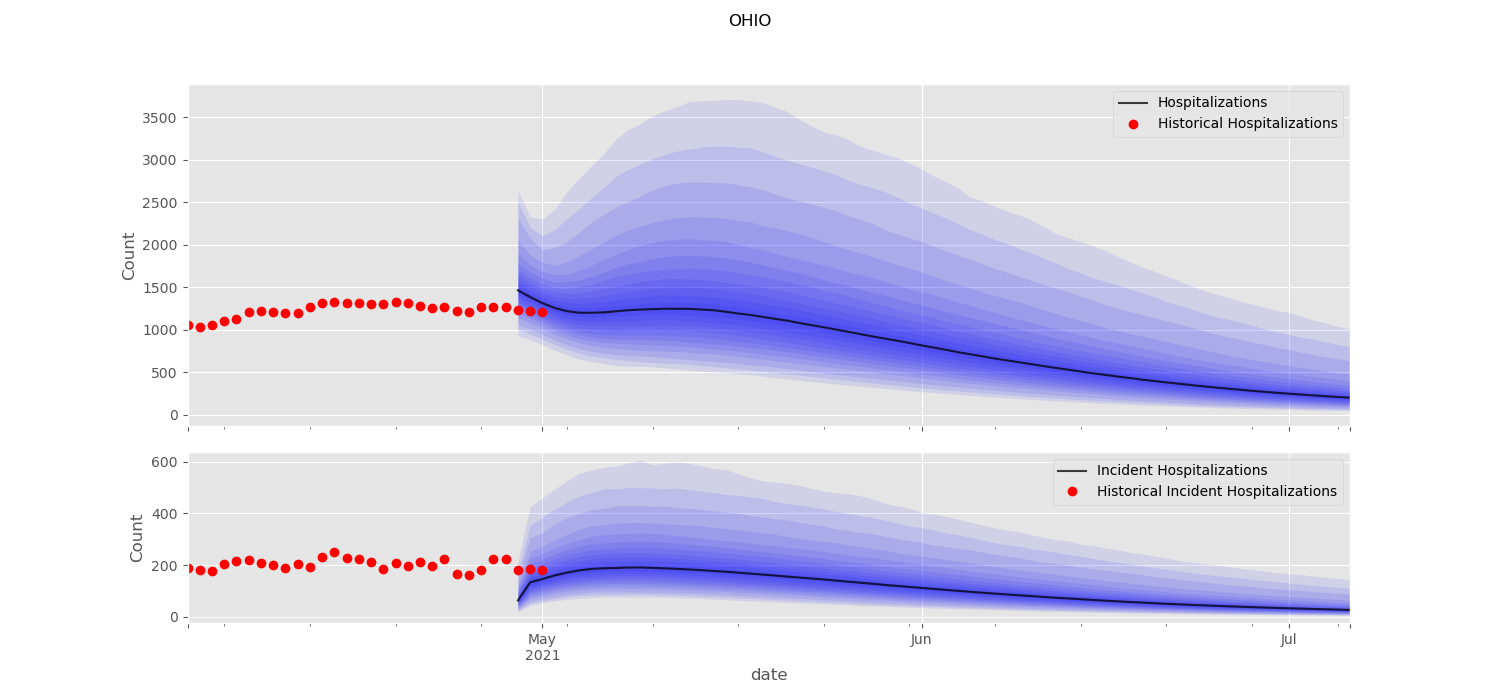 OHIO
Hospitalizations
Historical Hospitalizations
3500
3000
2500
2000
1500
1000
500
0
Count
Incident Hospitalizations
Historical Incident Hospitalizations
600
400
200
0
Count
May Jun Jul
2021
date